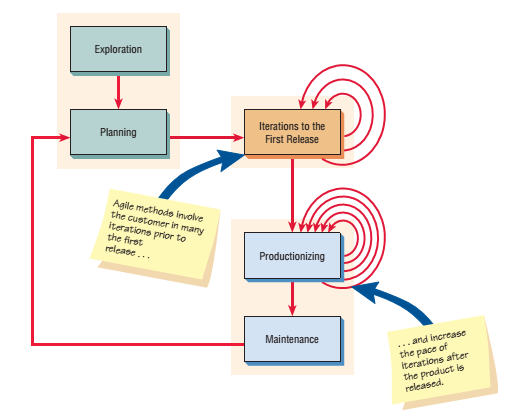 Exploration
Planning
Iterations to the
First Release
Agile methods involve
the customer in many
iterations prior to
the first
release . . .
Productionizing
Maintenance
. . . and increase
the pace of
iterations after
the product is
released.